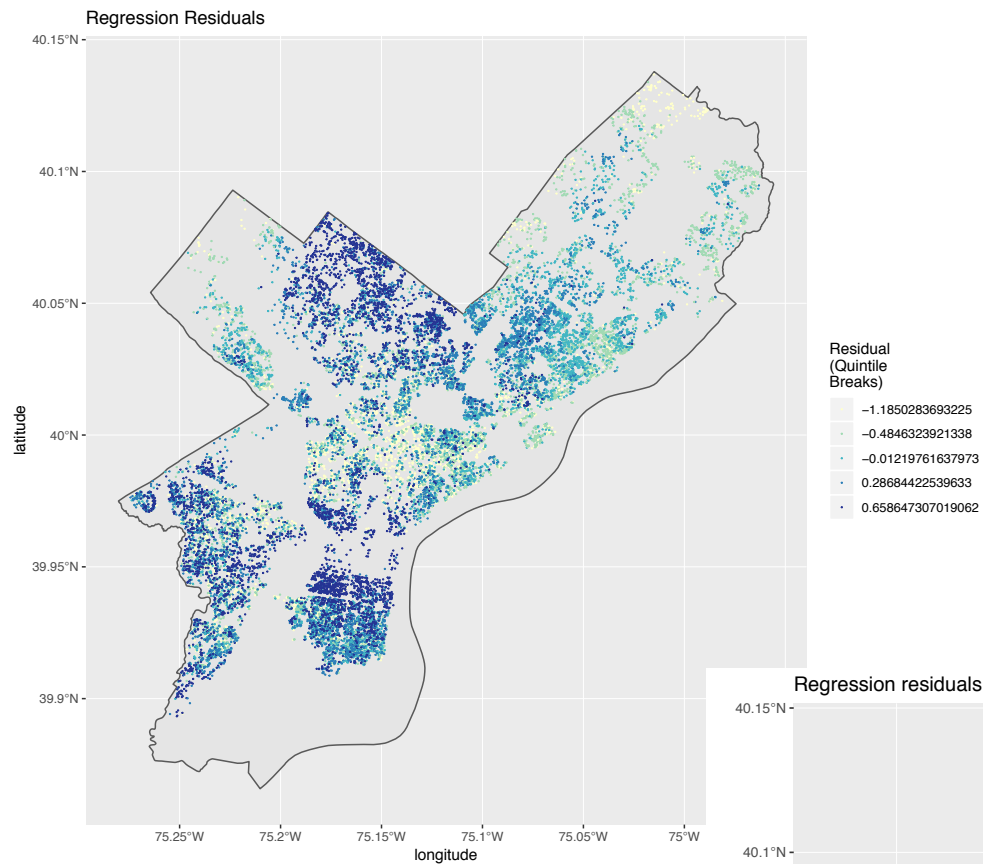 Regression Residuals
40.15°N
40.1°N
40.05°N
40°N
39.95°N
39.9°N
latitude
75.25°W
75.2°W
75.15°W
75.1°W
75.05°W
75°W
longitude
Residual
(Quintile
Breaks)
−1.1850283693225
−0.4846323921338
−0.01219761637973
0.28684422539633
0.658647307019062
Regression residuals
40.15°N
40.1°N